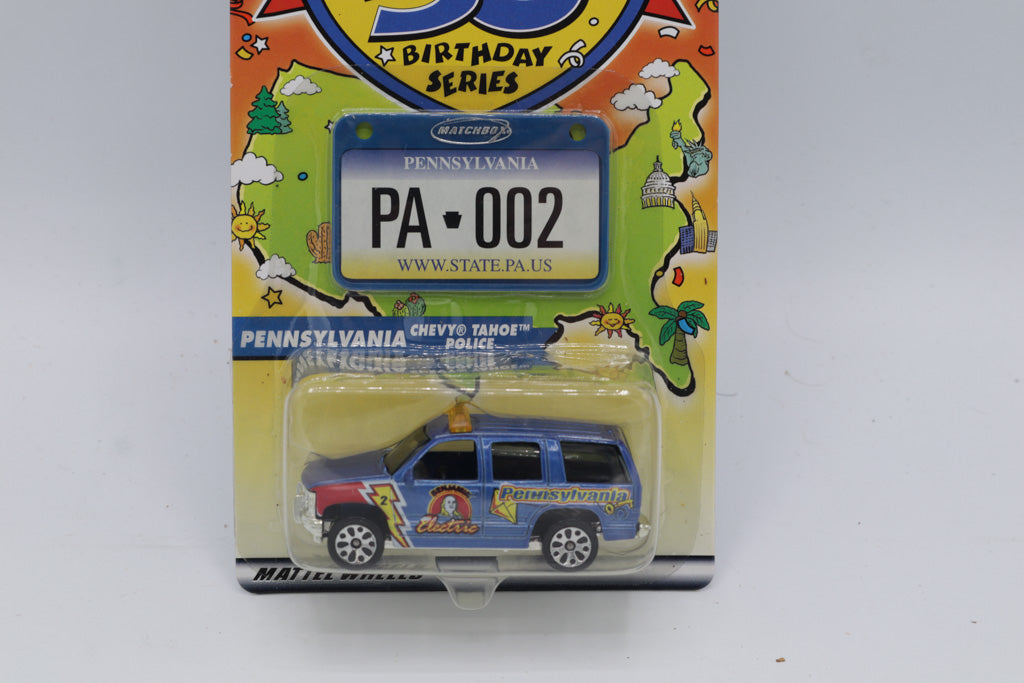 50
BIRTHDAY
SERIES
MATCHBOX
PENNSYLVANIA
PA 002
WWW.STATE.PA.US
PENNSYLVANIA
CHEVY® TAHOE™
POLICE
2
Electric
Pennsylvania
MATTEL WHEELS